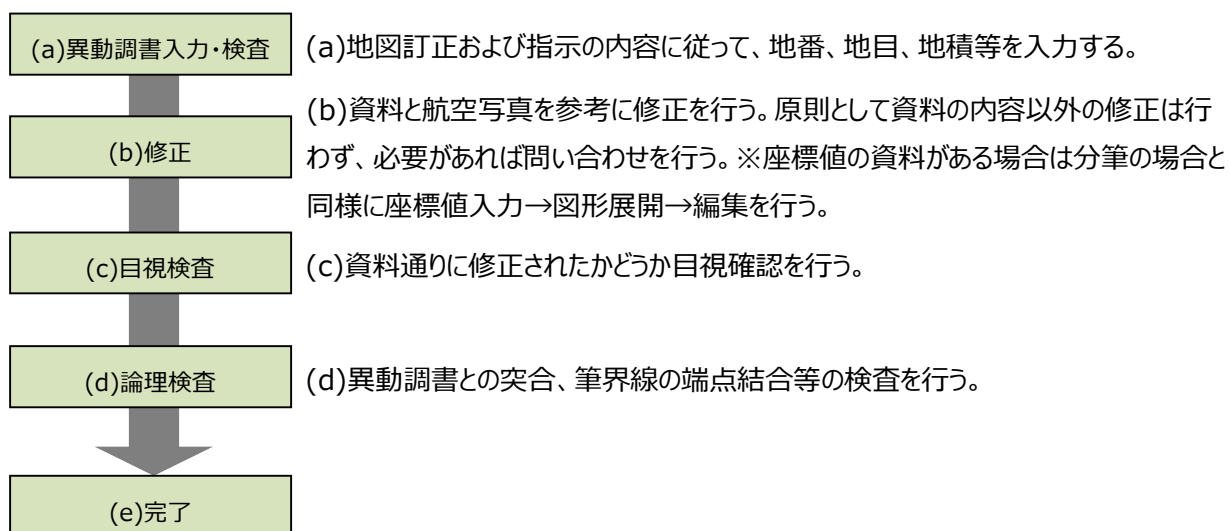 (a)異動調書入力・検査
(a)地図訂正および指示の内容に従って、地番、地目、地積等を入力する。
(b)修正
(b)資料と航空写真を参考に修正を行う。原則として資料の内容以外の修正は行
わず、必要があれば問い合わせを行う。※座標値の資料がある場合は分筆の場合と
同様に座標値入力→図形展開→編集を行う。
(c)目視検査
(c)資料通りに修正されたかどうか目視確認を行う。
(d)論理検査
(d)異動調書との突合、筆界線の端点結合等の検査を行う。
(e)完了